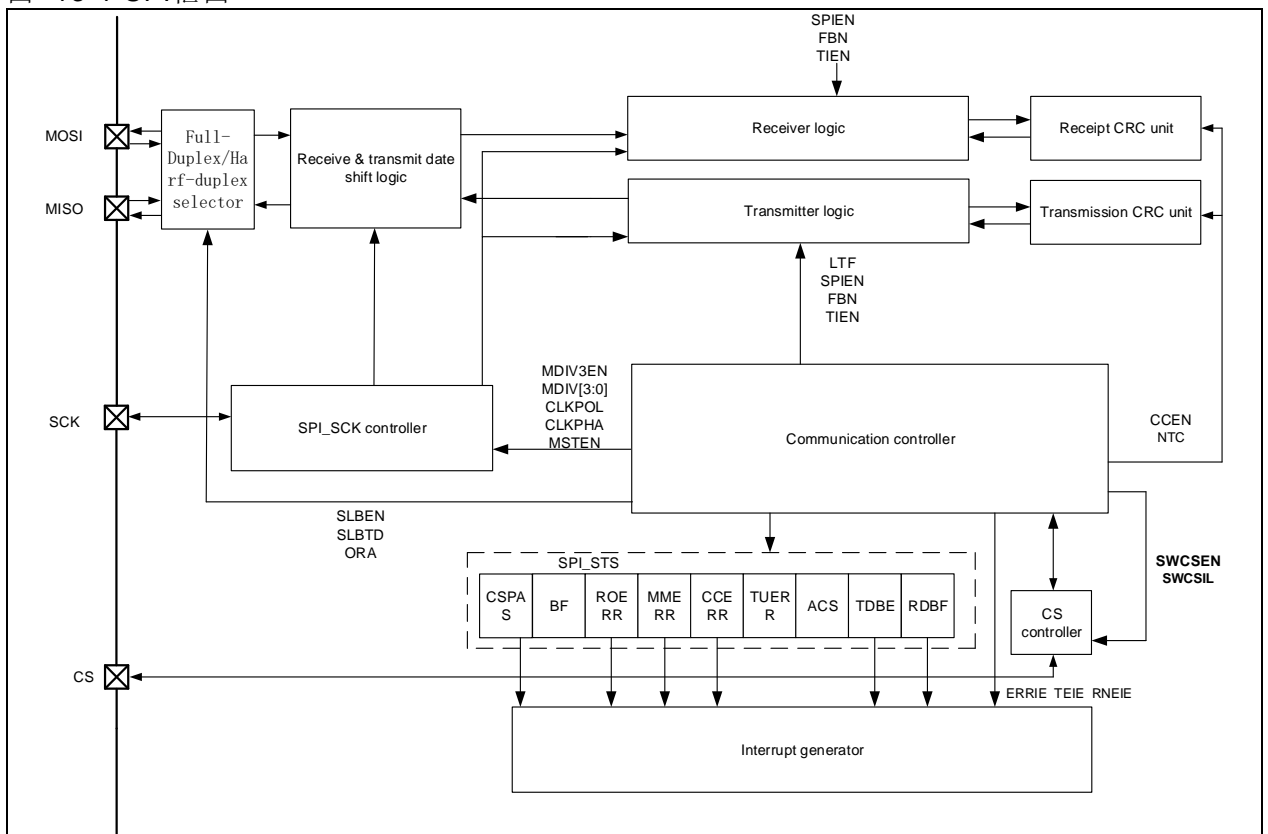 SPIEN
FBN
TIEN
MOSI
Full-
Duplex/Ha
rf-duplex
selector
Receive & transmit date
shift logic
Receiver logic
Receipt CRC unit
MISO
Transmitter logic
Transmission CRC unit
LTF
SPIEN
FBN
TIEN
MDIV3EN
MDIV[3:0]
CLKPOL
CLKPHA
MSTEN
SCK
SPI_SCK controller
Communication controller
CCEN
NTC
SLBEN
SLBTD
ORA
SPI_STS
CSPA
S
BF
ROE
RR
MME
RR
CCE
RR
TUER
R
ACS
TDBE
RDBF
SWCSEN
SWCSIL
CS
controller
CS
ERRIE TEIE RNEIE
Interrupt generator